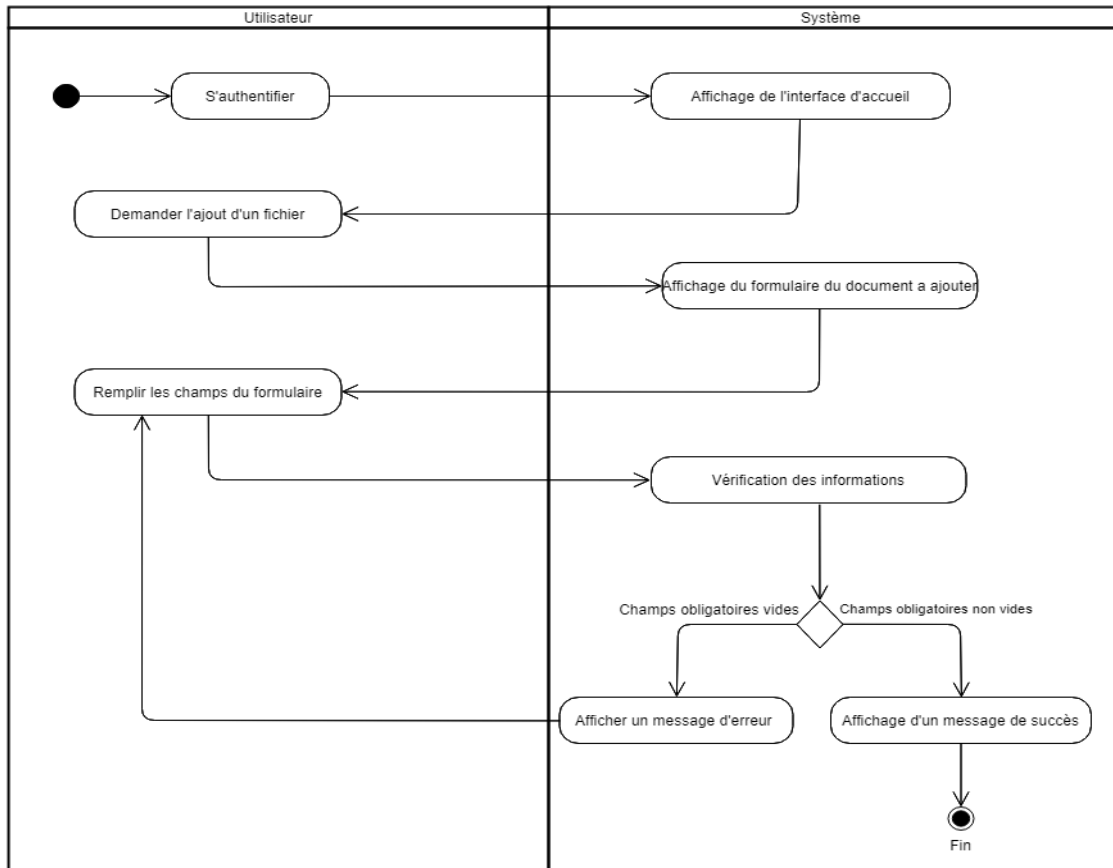 Utilisateur
Système
S'authentifier
Affichage de l'interface d'accueil
Demander l'ajout d'un fichier
Affichage du formulaire du document a ajouter
Remplir les champs du formulaire
Vérification des informations
Champs obligatoires vides
Champs obligatoires non vides
Afficher un message d'erreur
Affichage d'un message de succès
Fin